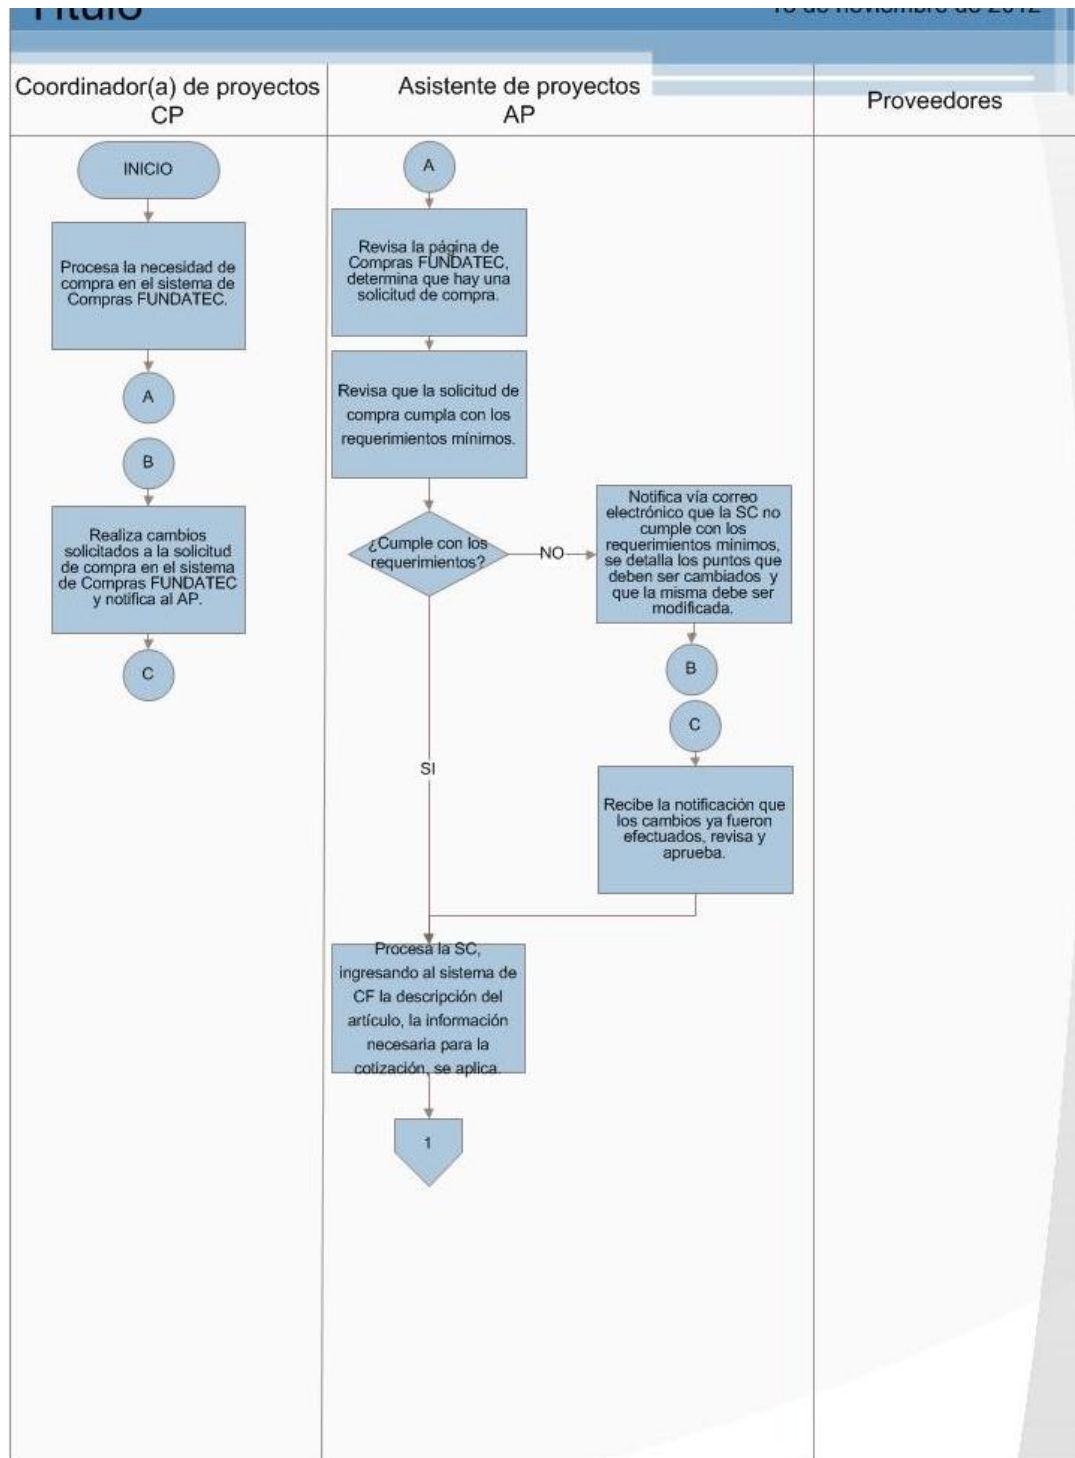 Título
de noviembre de 2012
Coordinador(a) de proyectos
CP
Asistente de proyectos
AP
Proveedores
INICIO
Procesa la necesidad de
compra en el sistema de
Compras FUNDATEC.
A
B
Realiza cambios
solicitados a la solicitud
de compra en el sistema
de Compras FUNDATEC
y notifica al AP.
C
A
Revisa la página de
Compras FUNDATEC,
determina que hay una
solicitud de compra.
Revisa que la solicitud de
compra cumpla con los
requerimientos mínimos.
¿Cumple con los
requerimientos?
NO
Notifica vía correo
electrónico que la SC no
cumple con los
requerimientos mínimos,
se detalla los puntos que
deben ser cambiados y
que la misma debe ser
modificada.
B
C
SI
Recibe la notificación que
los cambios ya fueron
efectuados, revisa y
aprueba.
Procesa la SC,
ingresando al sistema de
CF la descripción del
artículo, la información
necesaria para la
cotización, se aplica.
1